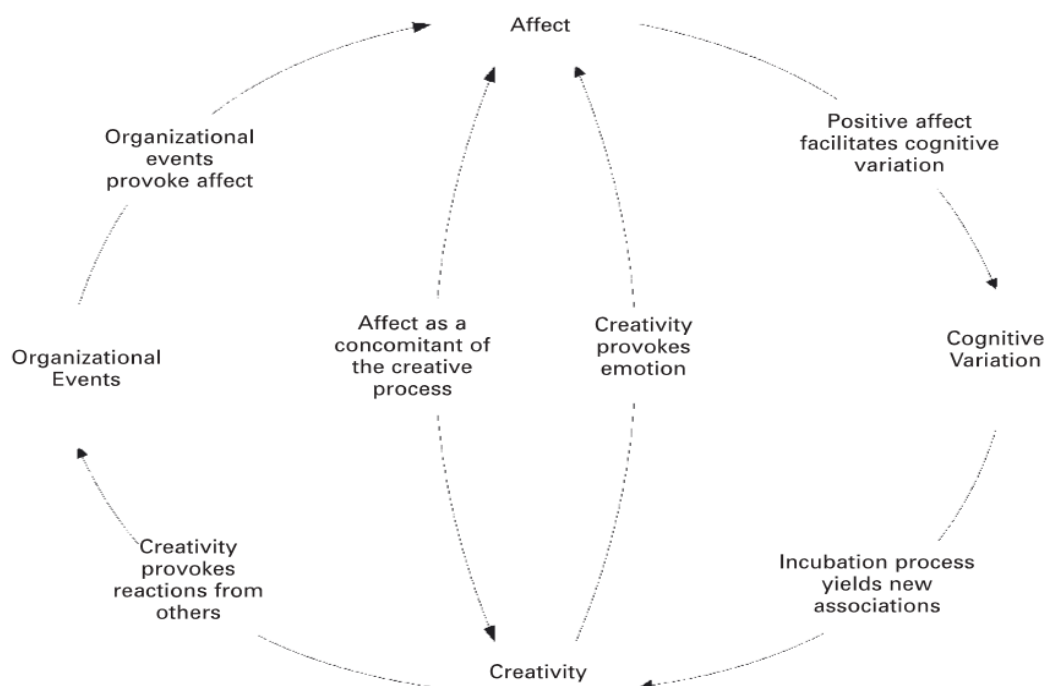 Affect
Organizational
events
provoke affect
Positive affect
facilitates cognitive
variation
Organizational
Events
Affect as a
concomitant of
the creative
process
Creativity
provokes
emotion
Cognitive
Variation
Creativity
provokes
reactions from
others
Incubation process
yields new
associations
Creativity